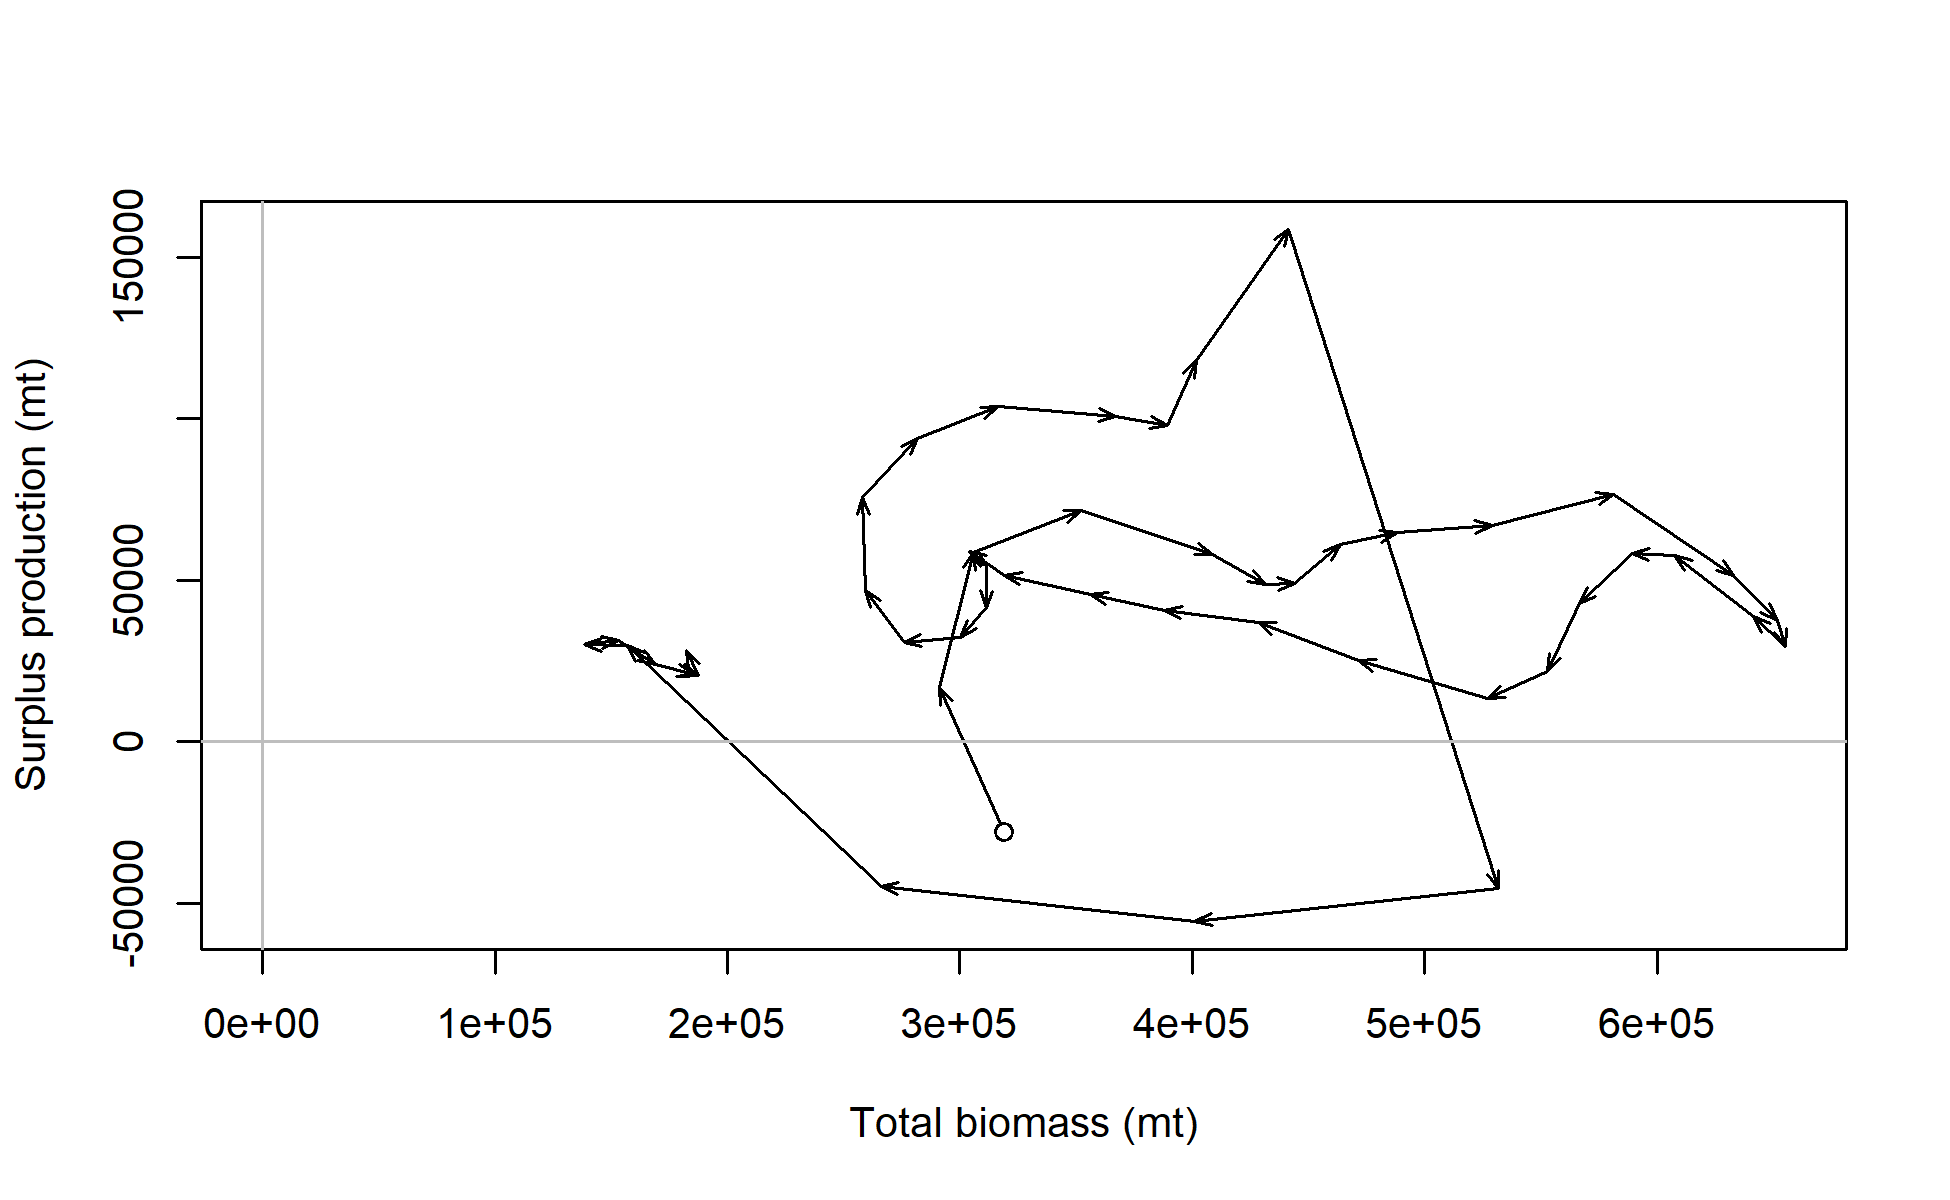 Surplus production (mt)
150000
50000
0
-50000
0e+00 1e+05 2e+05 3e+05 4e+05 5e+05 6e+05
Total biomass (mt)